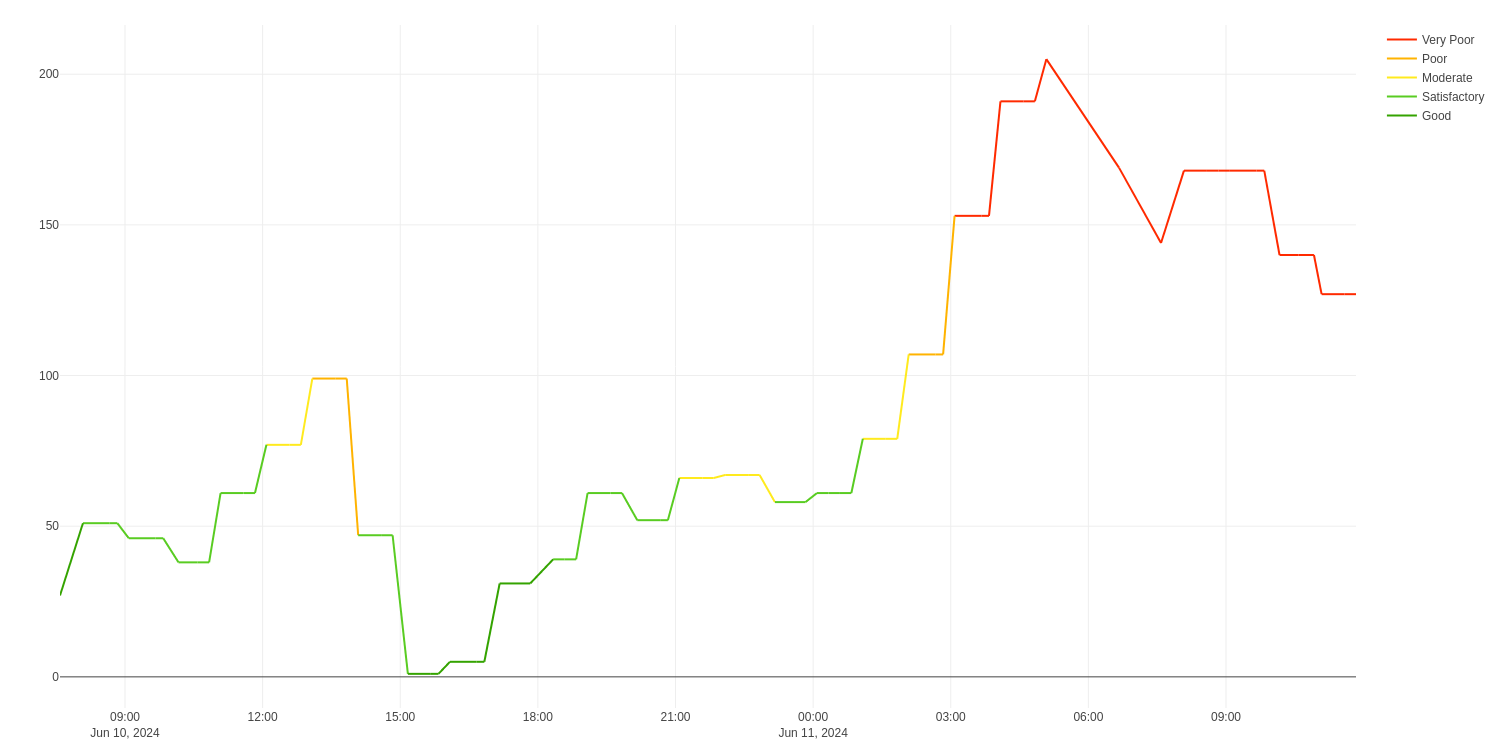 Very Poor
Poor
Moderate
Satisfactory
Good
200
150
100
50
0
09:00
Jun 10, 2024
12:00
15:00
18:00
21:00
00:00
Jun 11, 2024
03:00
06:00
09:00